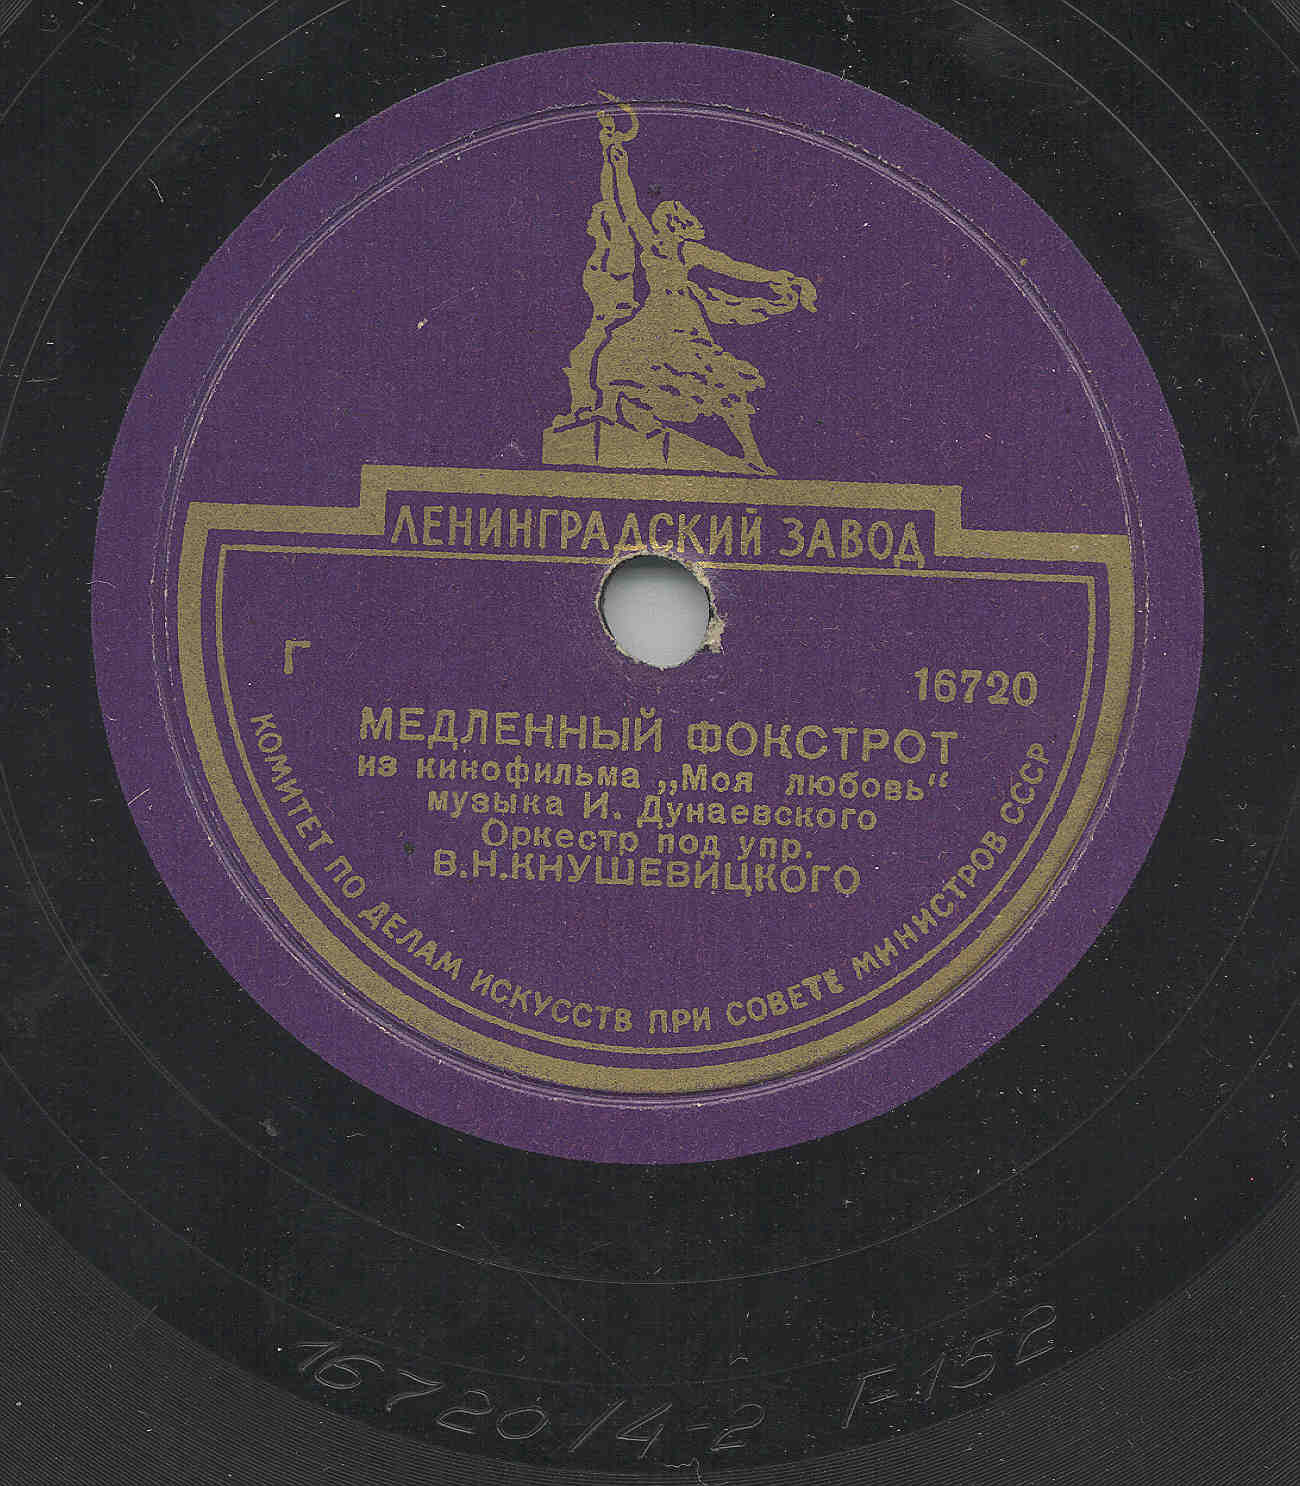 ЛЕНИНГРАДСКИЙ ЗАВОД
Г
16720
МЕДЛЕННЫЙ ФОКСТРОТ
из кинофильма „Моя любовь“
музыка И. Дунаевского
Оркестр под упр.
В.Н.КНУШЕВИЦКОГО
КОМИТЕТ ПО ДЕЛАМ ИСКУССТВ ПРИ СОВЕТЕ МИНИСТРОВ СССР
16720/4-2 Г-152